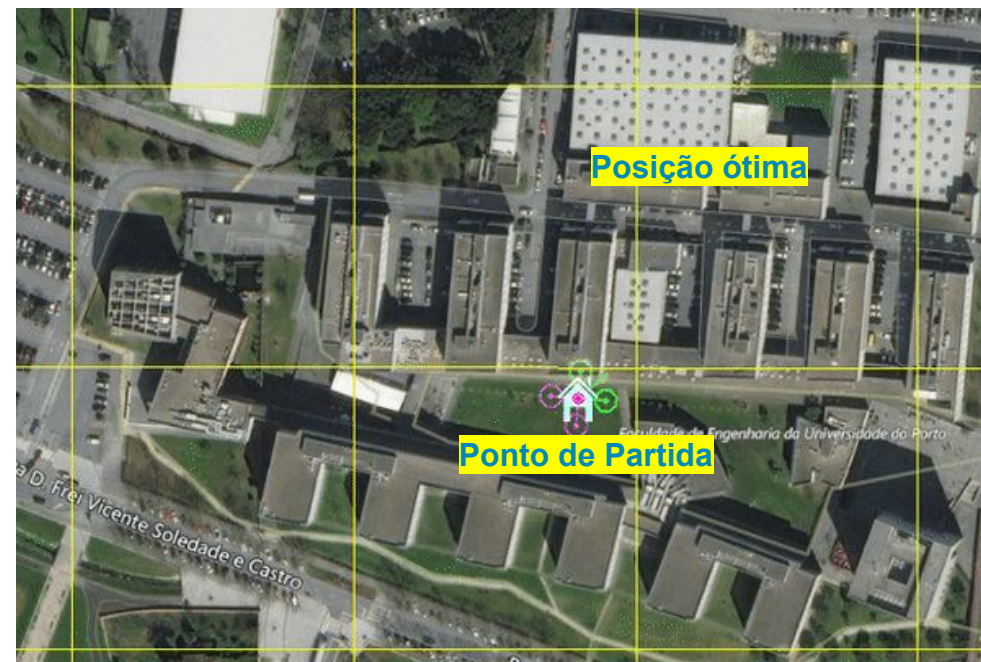 Posição ótima
Faculdade de Engenharia da Universidade do Porto
Ponto de Partida
a D. Frei Vicente Soledade e Castro